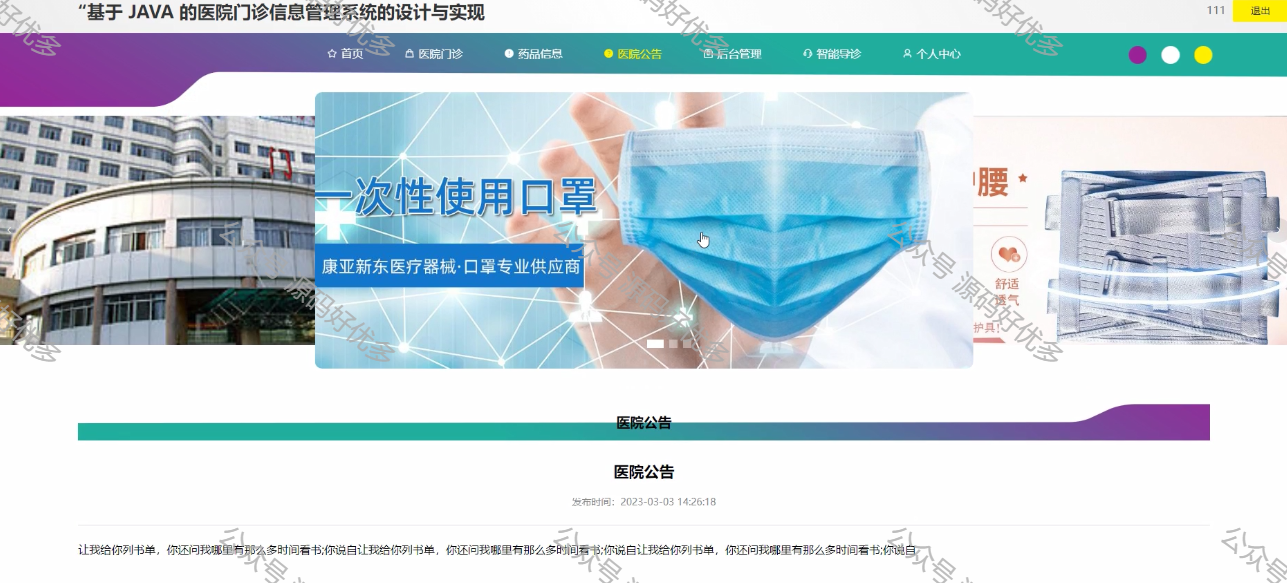 “基于 JAVA 的医院门诊信息管理系统的设计与实现
111 退出
首页 医院门诊 药品信息 医院公告 后台管理 智能导诊 个人中心
一次性使用口罩
康亚新东医疗器械·口罩专业供应商
腰
舒适
透气
护具!
医院公告
医院公告
发布时间：2023-03-03 14:26:18
让我给你列书单，你还问我哪里有那么多时间看书;你说自让我给你列书单，你还问我哪里有那么多时间看书;你说自让我给你列书单，你还问我哪里有那么多时间看书;你说自
公众号 源码好优多